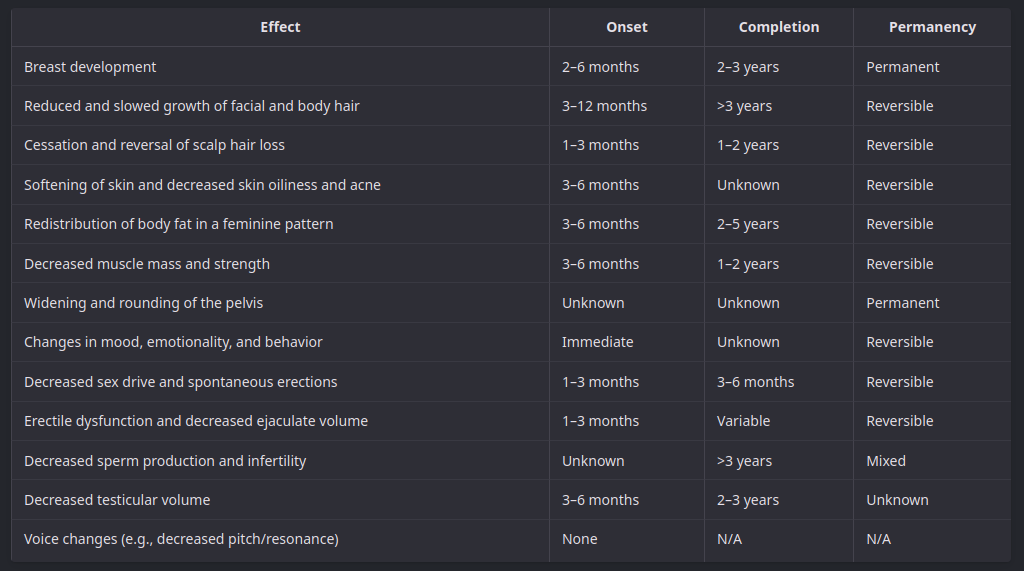 Effect Onset Completion Permanency
Breast development 2–6 months 2–3 years Permanent
Reduced and slowed growth of facial and body hair 3–12 months >3 years Reversible
Cessation and reversal of scalp hair loss 1–3 months 1–2 years Reversible
Softening of skin and decreased skin oiliness and acne 3–6 months Unknown Reversible
Redistribution of body fat in a feminine pattern 3–6 months 2–5 years Reversible
Decreased muscle mass and strength 3–6 months 1–2 years Reversible
Widening and rounding of the pelvis Unknown Unknown Permanent
Changes in mood, emotionality, and behavior Immediate Unknown Reversible
Decreased sex drive and spontaneous erections 1–3 months 3–6 months Reversible
Erectile dysfunction and decreased ejaculate volume 1–3 months Variable Reversible
Decreased sperm production and infertility Unknown >3 years Mixed
Decreased testicular volume 3–6 months 2–3 years Unknown
Voice changes (e.g., decreased pitch/resonance) None N/A N/A